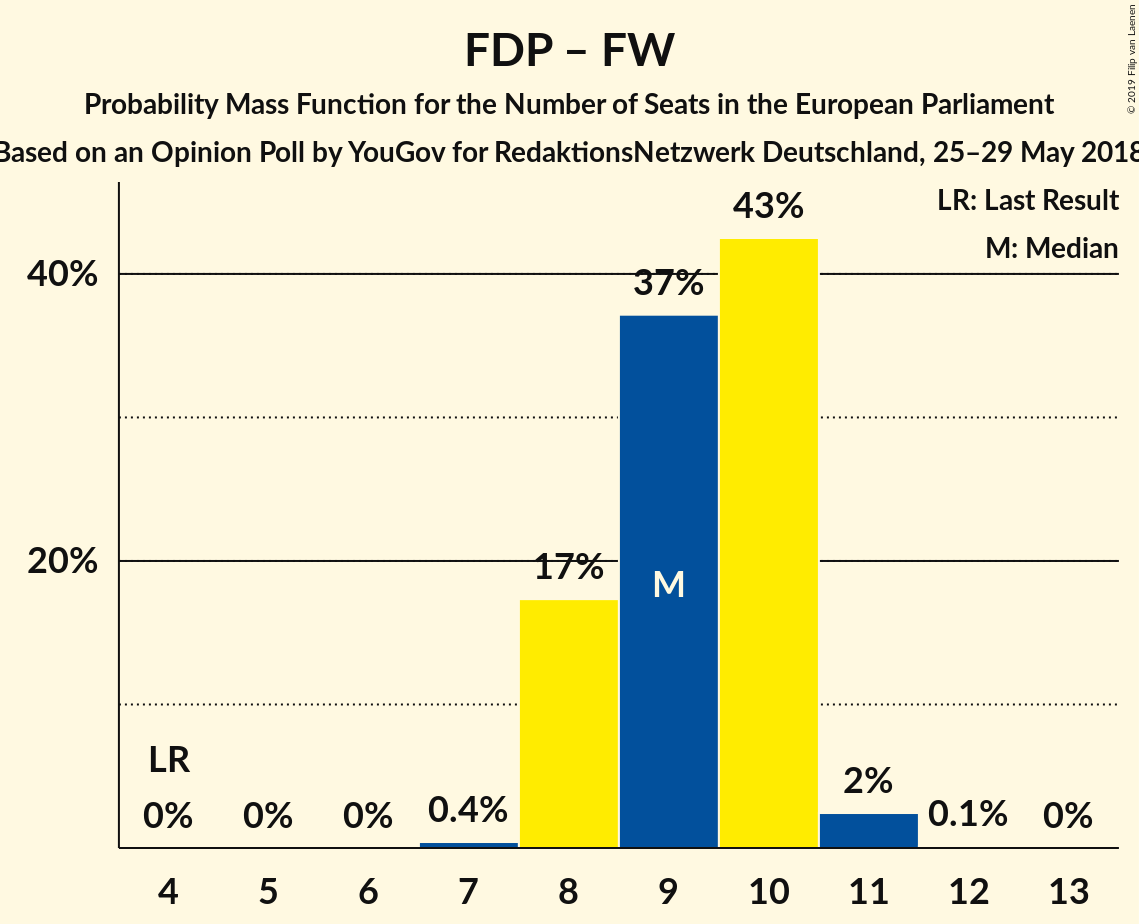 FDP – FW
Probability Mass Function for the Number of Seats in the European Parliament
Based on an Opinion Poll by YouGov for RedaktionsNetzwerk Deutschland, 25–29 May 2018
© 2019 Filip van Laenen
LR: Last Result
M: Median
43%
40%
37%
20%
17%
M
LR
0%
0%
0%
0.4%
2%
0.1%
0%
4 5 6 7 8 9 10 11 12 13